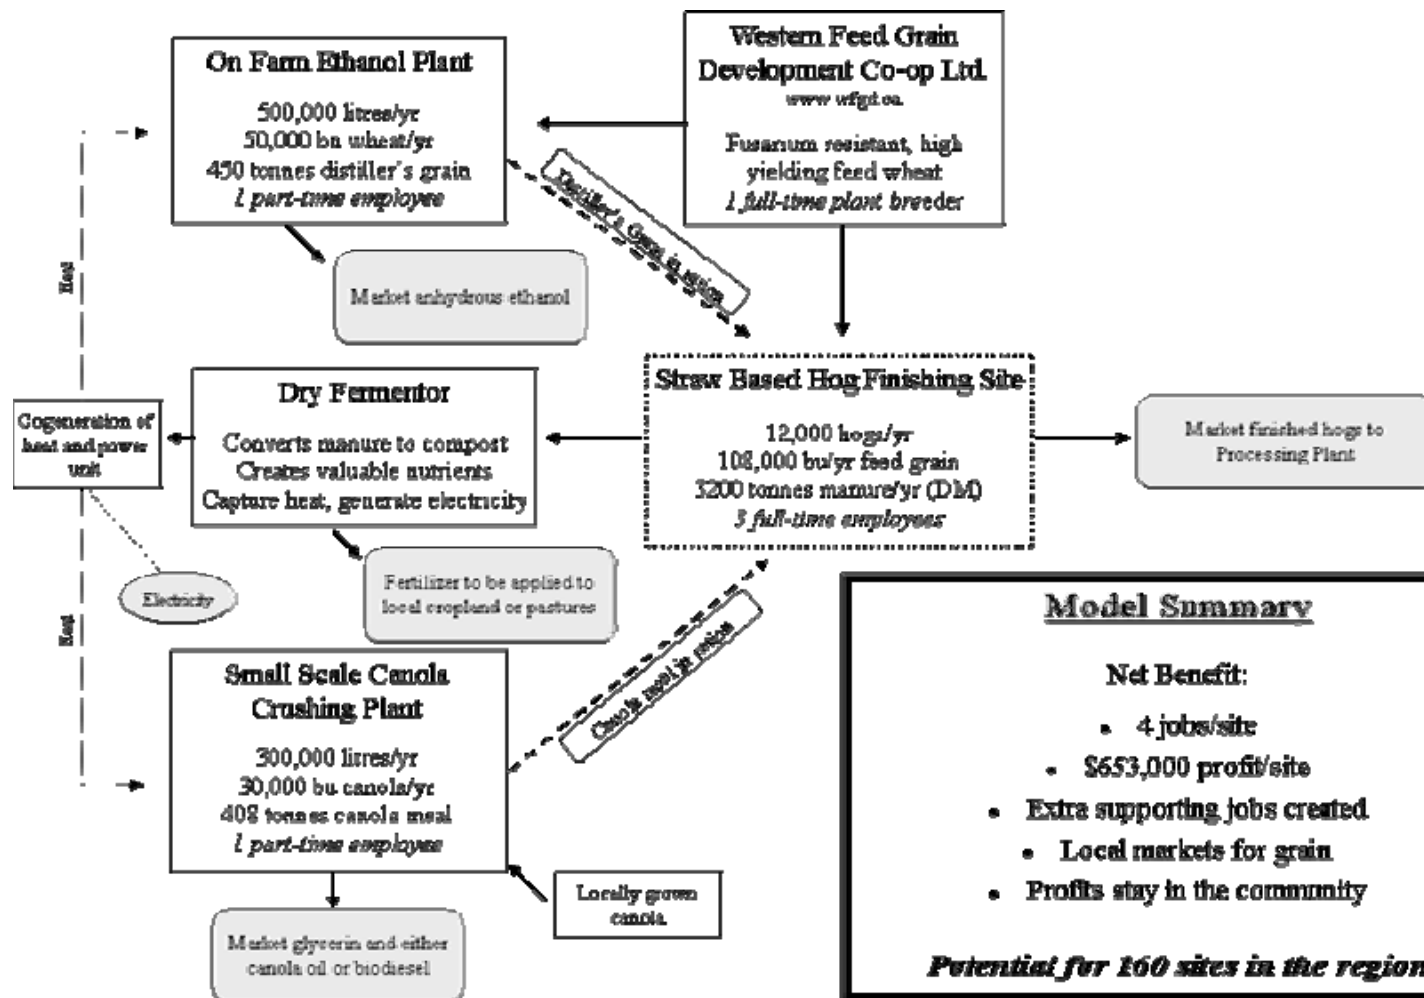 On Farm Ethanol Plant
500,000 litres/yr
50,000 bu wheat/yr
450 tonnes distiller's grain
1 part-time employee
Western Feed Grain
Development Co-op Ltd.
www.wfgd.ca
Fusarium resistant, high
yielding feed wheat
1 full-time plant breeder
Distiller's Grain in ration
Heat
Market anhydrous ethanol
Straw Based Hog Finishing Site
12,000 hogs/yr
108,000 bu/yr feed grain
3200 tonnes manure/yr (DM)
3 full-time employees
Dry Fermentor
Converts manure to compost
Creates valuable nutrients
Capture heat, generate electricity
Cogeneration of
heat and power
unit
Market finished hogs to
Processing Plant
Electricity
Fertilizer to be applied to
local cropland or pastures
Heat
Small Scale Canola
Crushing Plant
300,000 litres/yr
30,000 bu canola/yr
408 tonnes canola meal
1 part-time employee
Canola meal in ration
Locally grown
canola
Market glycerin and either
canola oil or biodiesel
Model Summary
Net Benefit:
• 4 jobs/site
• $653,000 profit/site
• Extra supporting jobs created
• Local markets for grain
• Profits stay in the community
Potential for 160 sites in the region